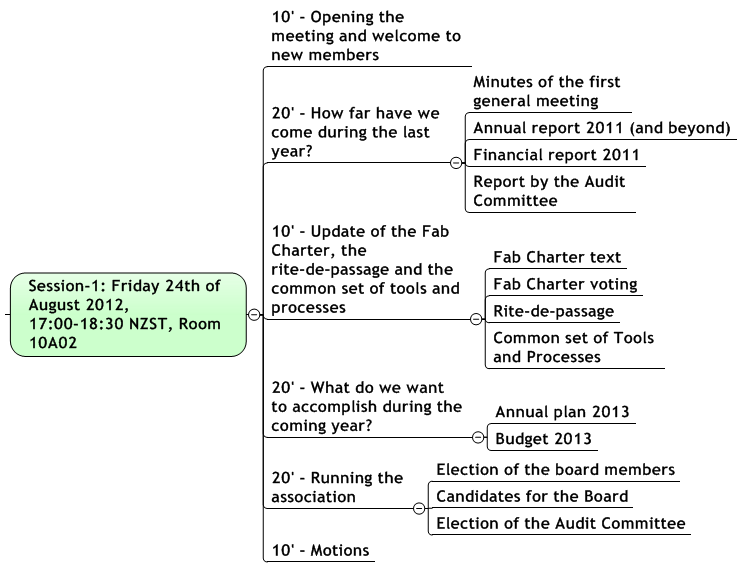 Session-1: Friday 24th of
August 2012,
17:00-18:30 NZST, Room
10A02
10' - Opening the
meeting and welcome to
new members
20' - How far have we
come during the last
year?
Minutes of the first
general meeting
Annual report 2011 (and beyond)
Financial report 2011
Report by the Audit
Committee
10' - Update of the Fab
Charter, the
rite-de-passage and the
common set of tools and
processes
Fab Charter text
Fab Charter voting
Rite-de-passage
Common set of Tools
and Processes
20' - What do we want
to accomplish during the
coming year?
Annual plan 2013
Budget 2013
20' - Running the
association
Election of the board members
Candidates for the Board
Election of the Audit Committee
10' - Motions